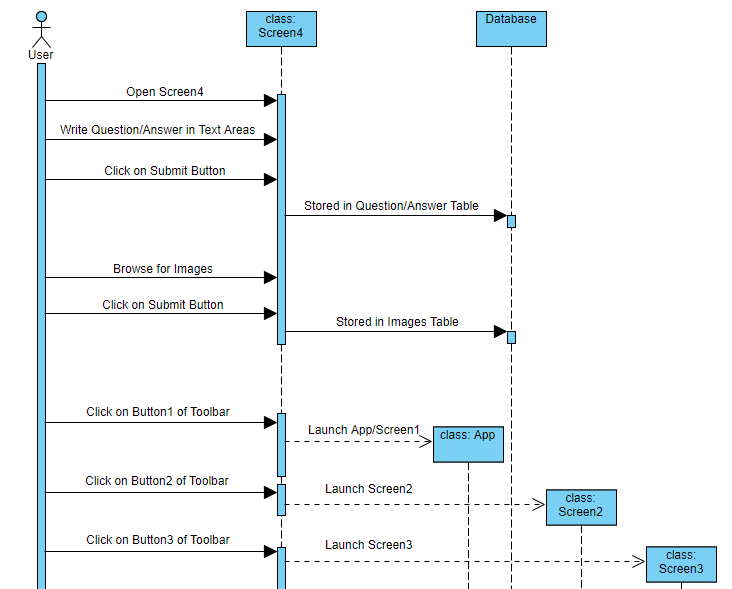 class:
Screen4
Database
User
Open Screen4
Write Question/Answer in Text Areas
Click on Submit Button
Stored in Question/Answer Table
Browse for Images
Click on Submit Button
Stored in Images Table
Click on Button1 of Toolbar
Launch App/Screen1
class: App
Click on Button2 of Toolbar
Launch Screen2
class:
Screen2
Click on Button3 of Toolbar
Launch Screen3
class:
Screen3